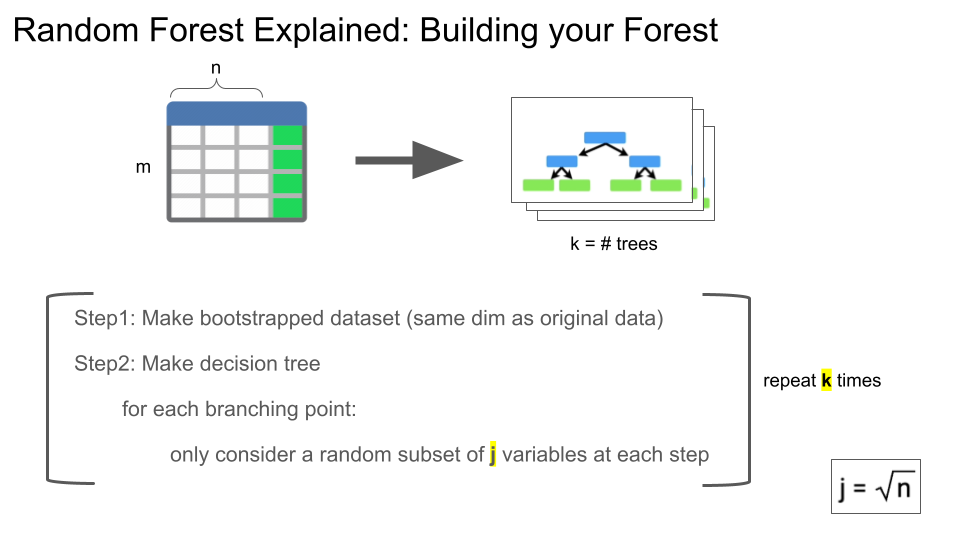 Random Forest Explained: Building your Forest
n
m
k = # trees
Step1: Make bootstrapped dataset (same dim as original data)
Step2: Make decision tree
for each branching point:
only consider a random subset of j variables at each step
repeat k times
j = √n